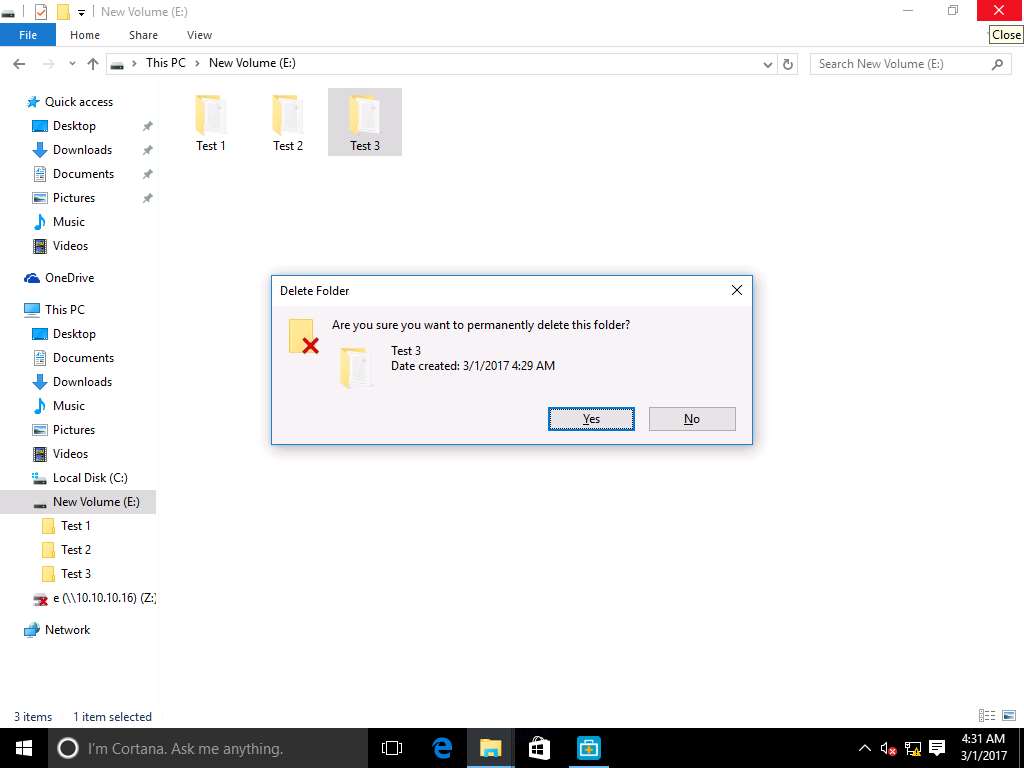 New Volume (E:)
File Home Share View
Close
This PC New Volume (E:)
Search New Volume (E:)
Quick access
Desktop
Downloads
Documents
Pictures
Music
Videos
OneDrive
This PC
Desktop
Documents
Downloads
Music
Pictures
Videos
Local Disk (C:)
New Volume (E:)
Test 1
Test 2
Test 3
e (\\10.10.10.16) (Z:)
Network
Test 1 Test 2 Test 3
Delete Folder
Are you sure you want to permanently delete this folder?
Test 3
Date created: 3/1/2017 4:29 AM
Yes No
3 items 1 item selected
I'm Cortana. Ask me anything.
4:31 AM
3/1/2017